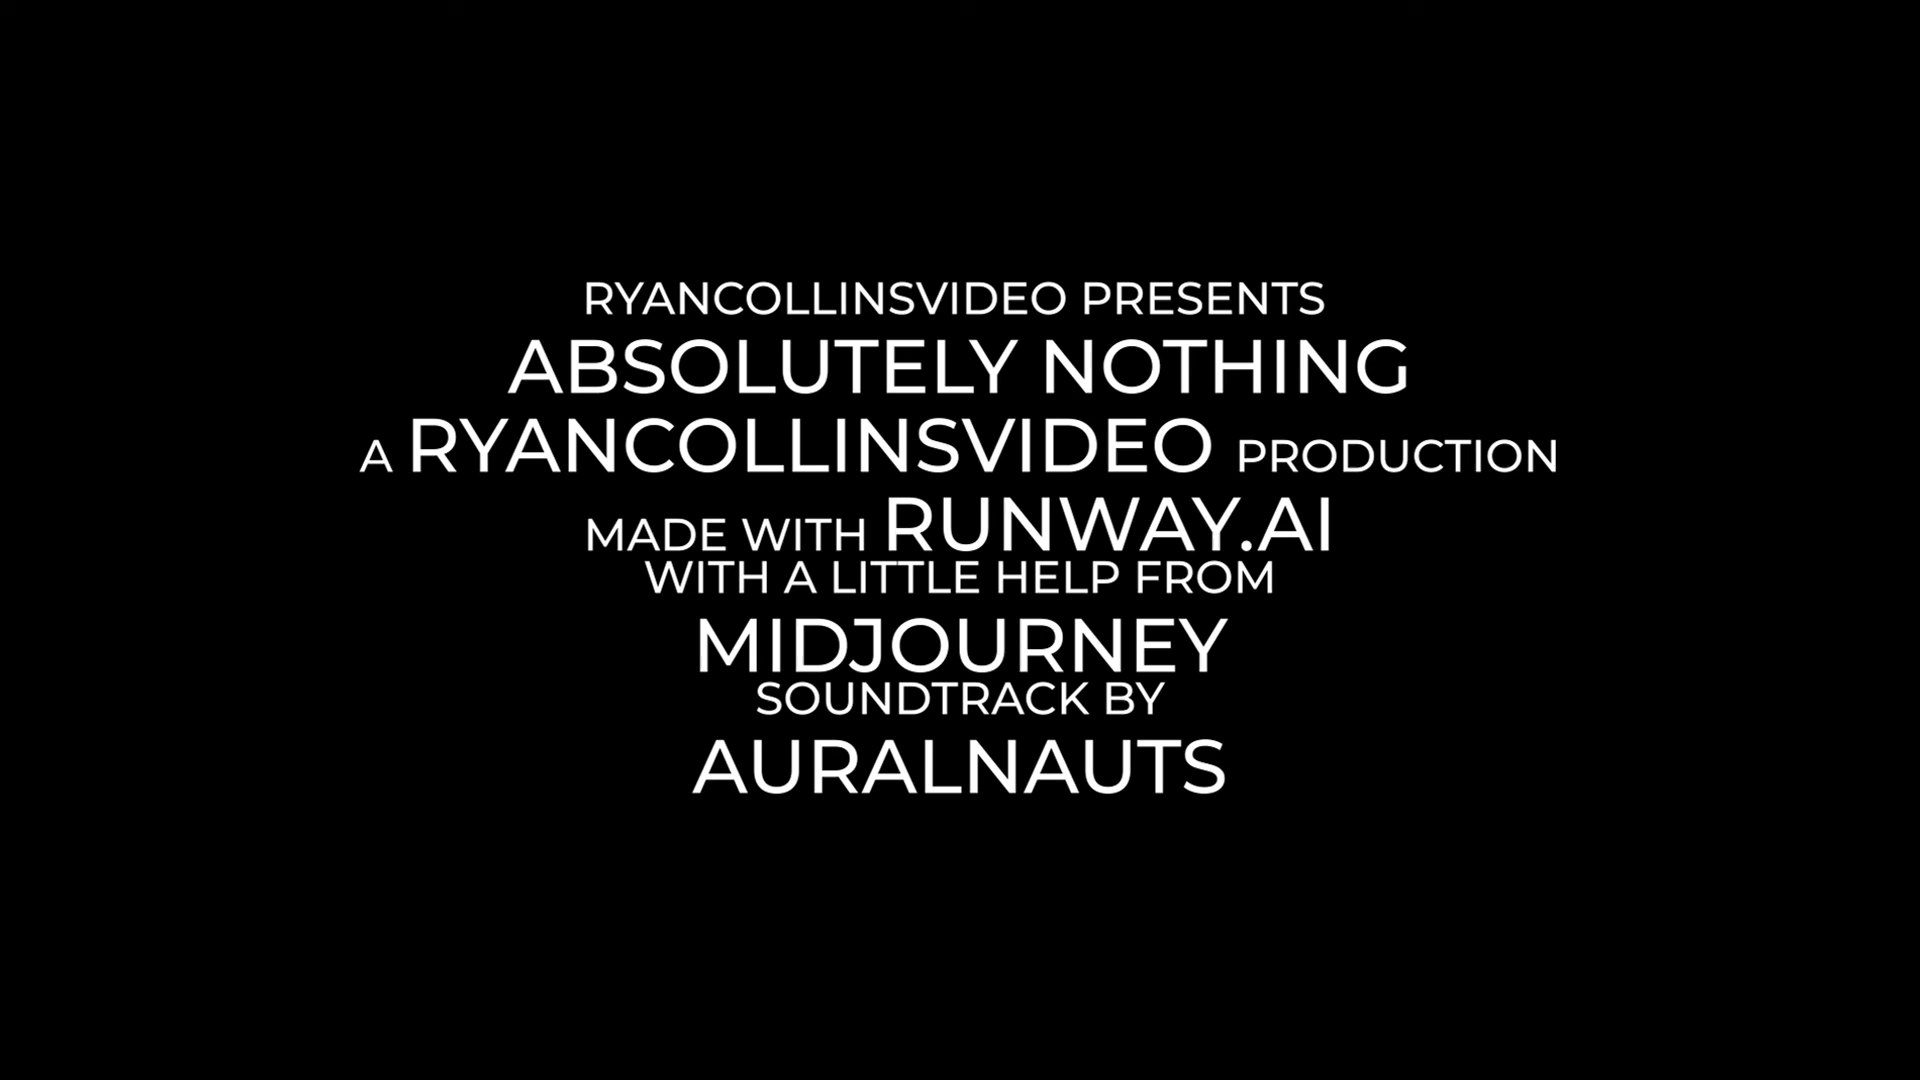 RYANCOLLINSVIDEO PRESENTS
ABSOLUTELY NOTHING
A RYANCOLLINSVIDEO PRODUCTION
MADE WITH RUNWAY.AI
WITH A LITTLE HELP FROM
MIDJOURNEY
SOUNDTRACK BY
AURALNAUTS